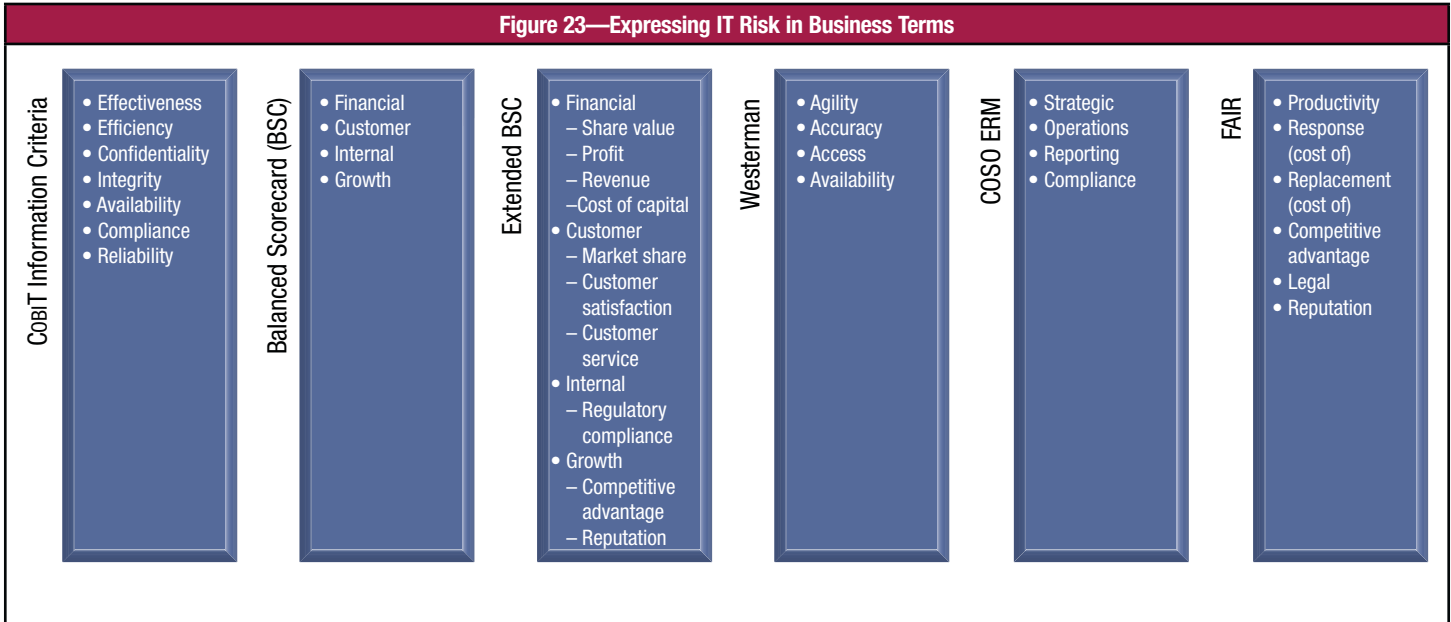 Figure 23—Expressing IT Risk in Business Terms
COBIT Information Criteria
• Effectiveness
• Efficiency
• Confidentiality
• Integrity
• Availability
• Compliance
• Reliability
Balanced Scorecard (BSC)
• Financial
• Customer
• Internal
• Growth
Extended BSC
• Financial
– Share value
– Profit
– Revenue
–Cost of capital
• Customer
– Market share
– Customer
satisfaction
– Customer
service
• Internal
– Regulatory
compliance
• Growth
– Competitive
advantage
– Reputation
Westerman
• Agility
• Accuracy
• Access
• Availability
COSO ERM
• Strategic
• Operations
• Reporting
• Compliance
FAIR
• Productivity
• Response
(cost of)
• Replacement
(cost of)
• Competitive
advantage
• Legal
• Reputation